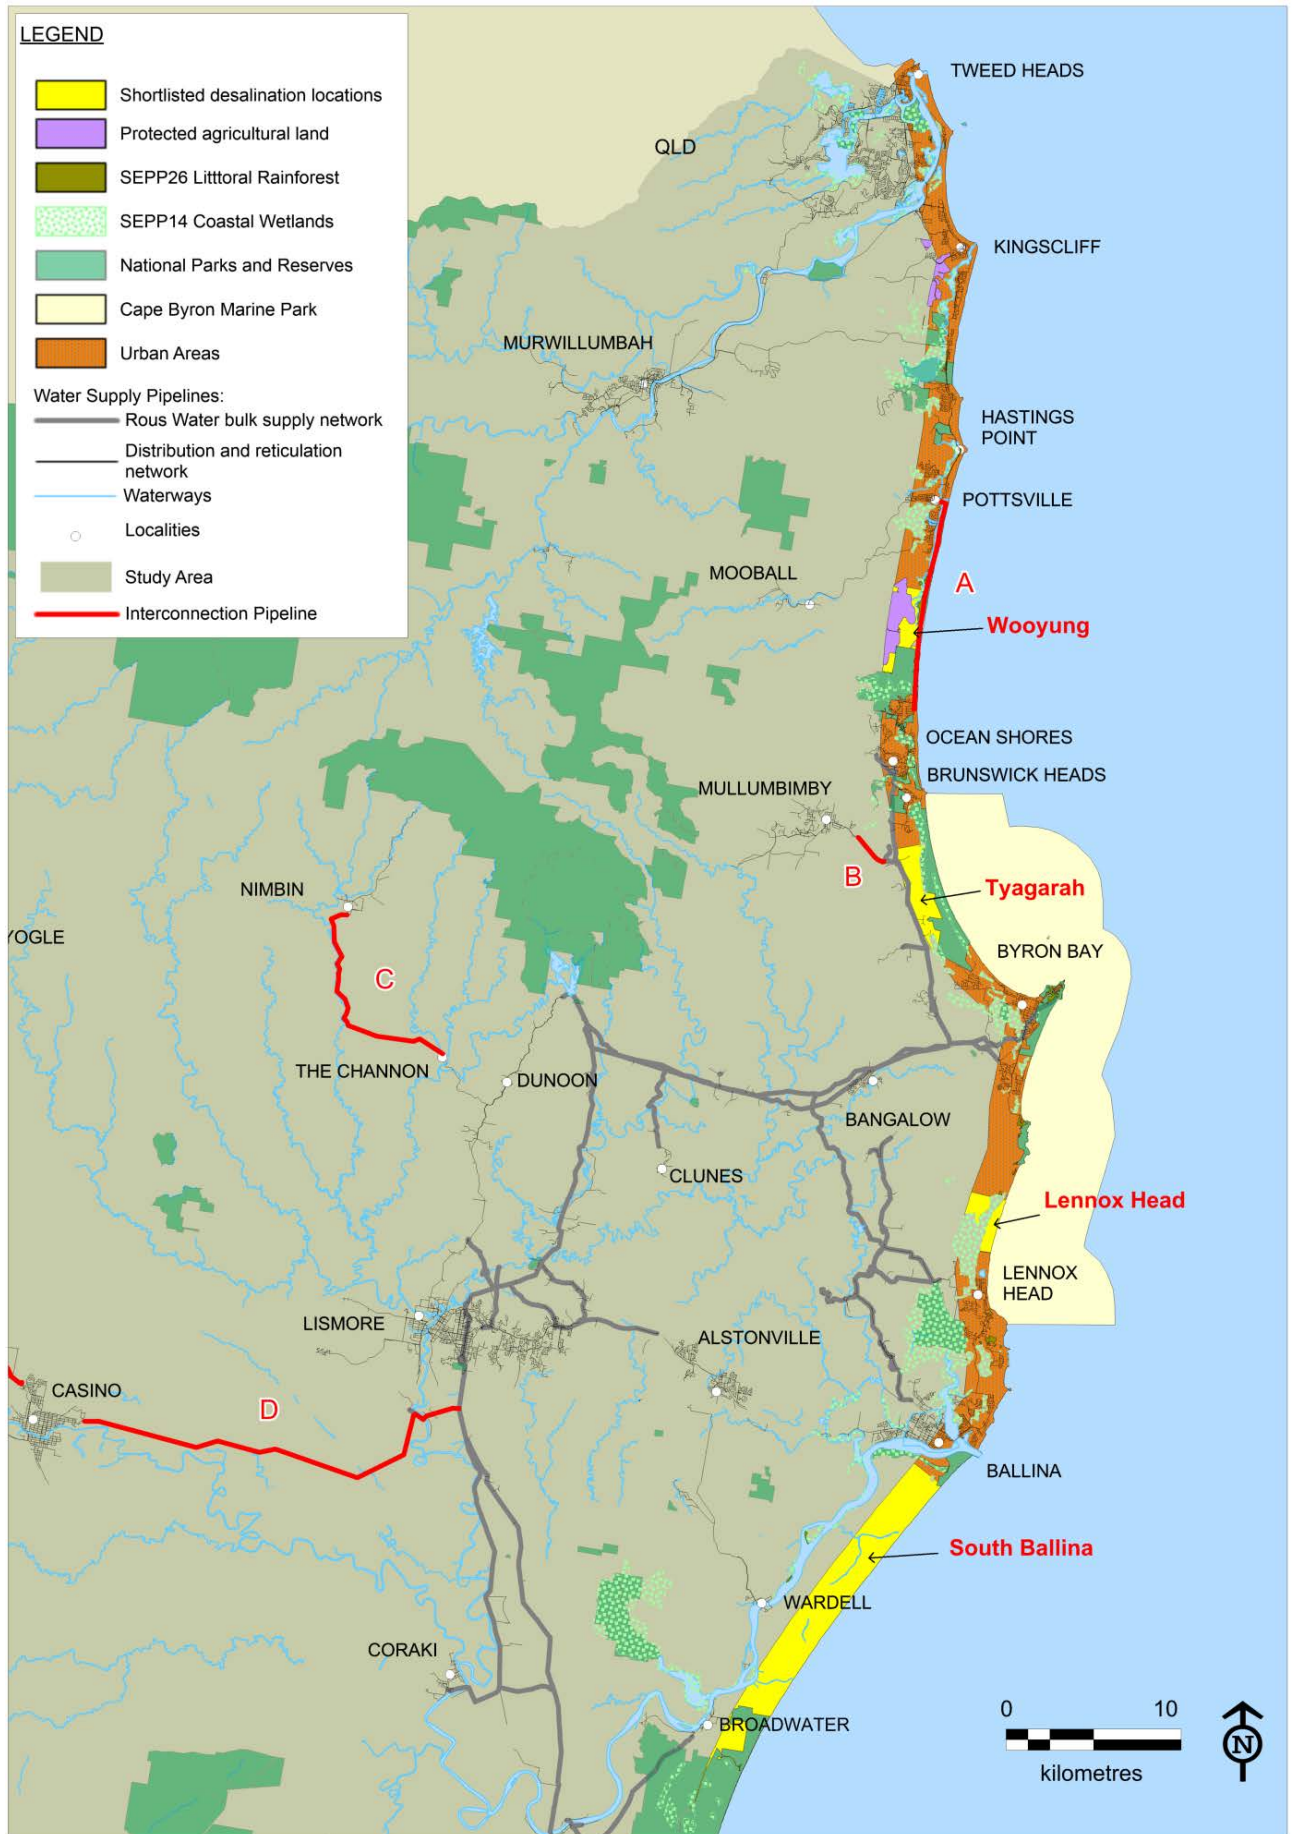 LEGEND
Shortlisted desalination locations
Protected agricultural land
SEPP26 Litttoral Rainforest
SEPP14 Coastal Wetlands
National Parks and Reserves
Cape Byron Marine Park
Urban Areas
Water Supply Pipelines:
Rous Water bulk supply network
Distribution and reticulation
network
Waterways
Localities
Study Area
Interconnection Pipeline
TWEED HEADS
QLD
KINGSCLIFF
MURWILLUMBAH
HASTINGS
POINT
POTTSVILLE
MOOBALL
A
Wooyung
OCEAN SHORES
BRUNSWICK HEADS
MULLUMBIMBY
B
Tyagarah
NIMBIN
YOGLE
BYRON BAY
C
THE CHANNON
DUNOON
BANGALOW
CLUNES
Lennox Head
LENNOX
HEAD
LISMORE
ALSTONVILLE
CASINO
D
BALLINA
South Ballina
WARDELL
CORAKI
BROADWATER
0 10
kilometres
N